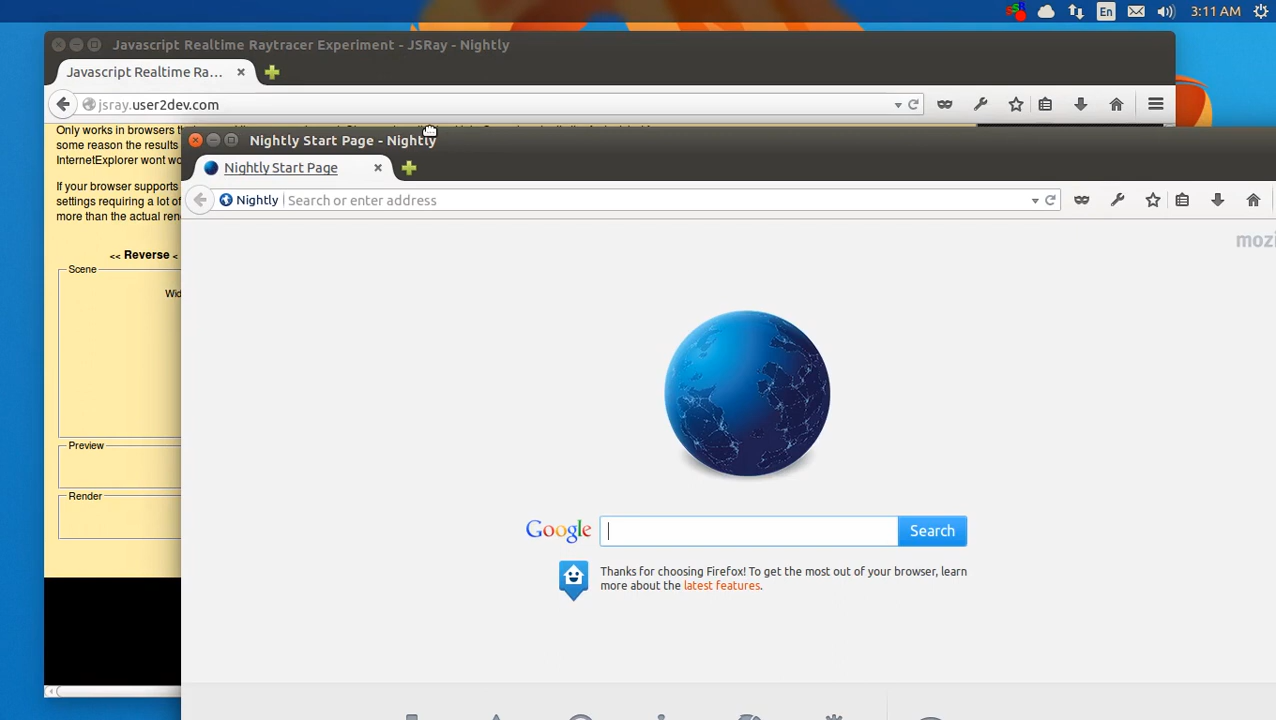 En
3:11 AM
Javascript Realtime Raytracer Experiment - JSRay - Nightly
Javascript Realtime Ra...
jsray.user2dev.com
Only works in browsers
some reason the results
InternetExplorer wont wo
If your browser supports
settings requiring a lot of
more than the actual ren
<< Reverse <
Scene
Wid
Preview
Render
Nightly Start Page - Nightly
Nightly Start Page
Nightly
Search or enter address
mozi
Google
Search
Thanks for choosing Firefox! To get the most out of your browser, learn
more about the latest features.